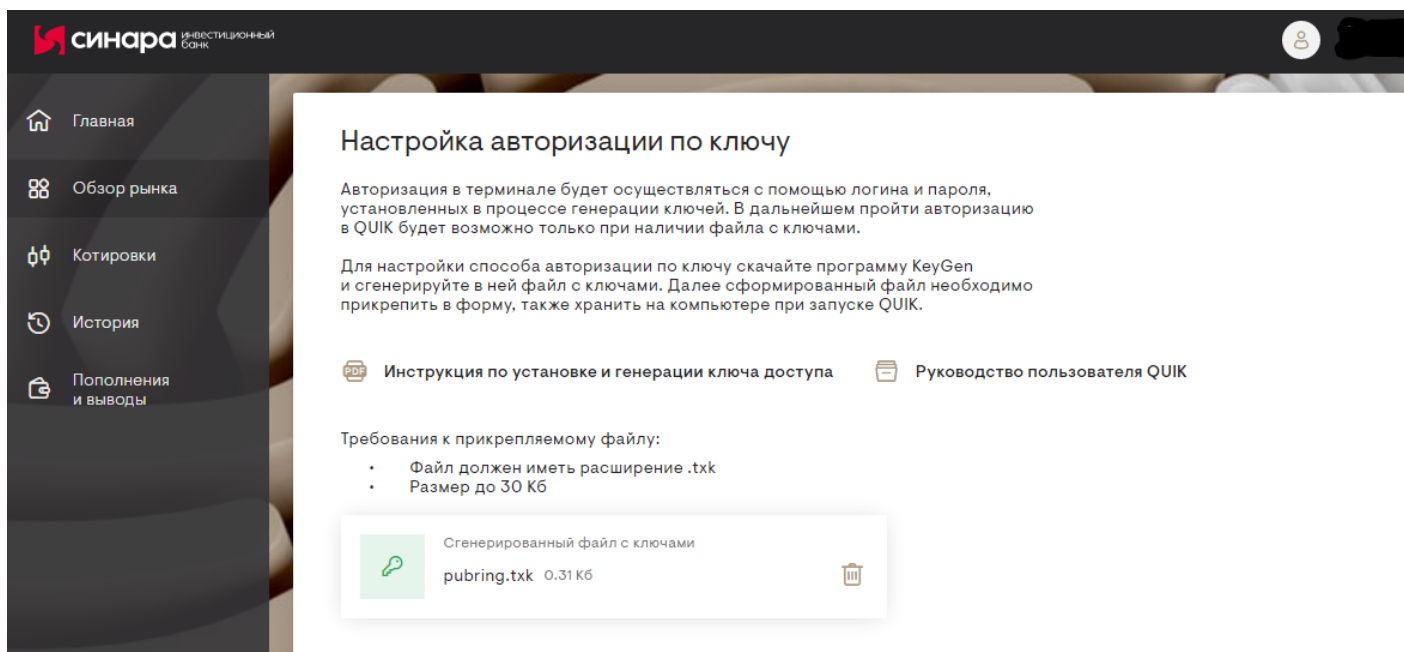 синара инвестиционный
банк
Главная
Обзор рынка
Котировки
История
Пополнения
и выводы
Настройка авторизации по ключу
Авторизация в терминале будет осуществляться с помощью логина и пароля,
установленных в процессе генерации ключей. В дальнейшем пройти авторизацию
в QUIK будет возможно только при наличии файла с ключами.
Для настройки способа авторизации по ключу скачайте программу KeyGen
и сгенерируйте в ней файл с ключами. Далее сформированный файл необходимо
прикрепить в форму, также хранить на компьютере при запуске QUIK.
PDF Инструкция по установке и генерации ключа доступа
Руководство пользователя QUIK
Требования к прикрепляемому файлу:
• Файл должен иметь расширение .txk
• Размер до 30 Кб
Сгенерированный файл с ключами
pubring.txk 0.31 Кб